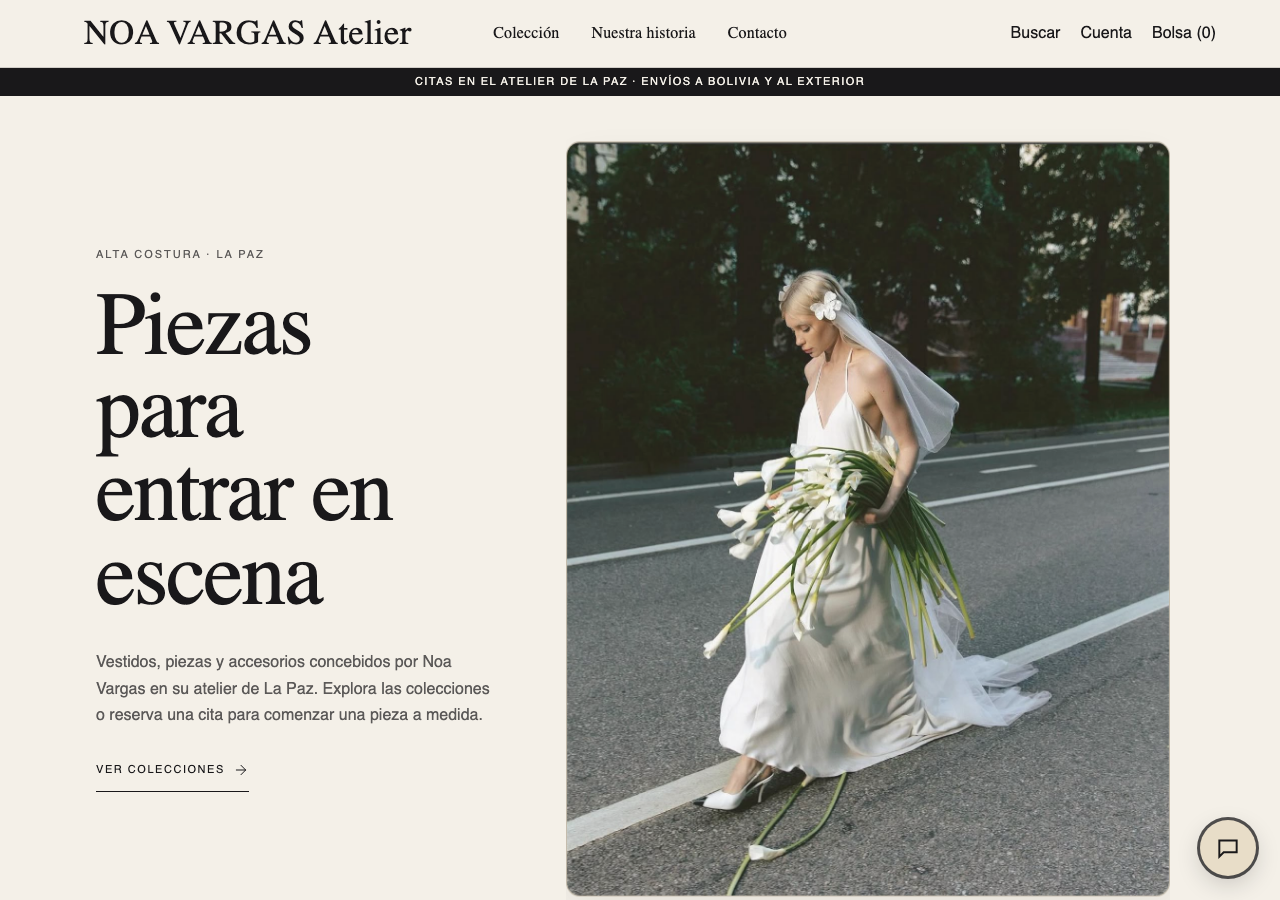 NOA VARGAS Atelier
Colección
Nuestra historia
Contacto
Buscar
Cuenta
Bolsa (0)
CITAS EN EL ATELIER DE LA PAZ · ENVÍOS A BOLIVIA Y AL EXTERIOR
ALTA COSTURA · LA PAZ
Piezas
para
entrar en
escena
Vestidos, piezas y accesorios concebidos por Noa
Vargas en su atelier de La Paz. Explora las colecciones
o reserva una cita para comenzar una pieza a medida.
VER COLECCIONES